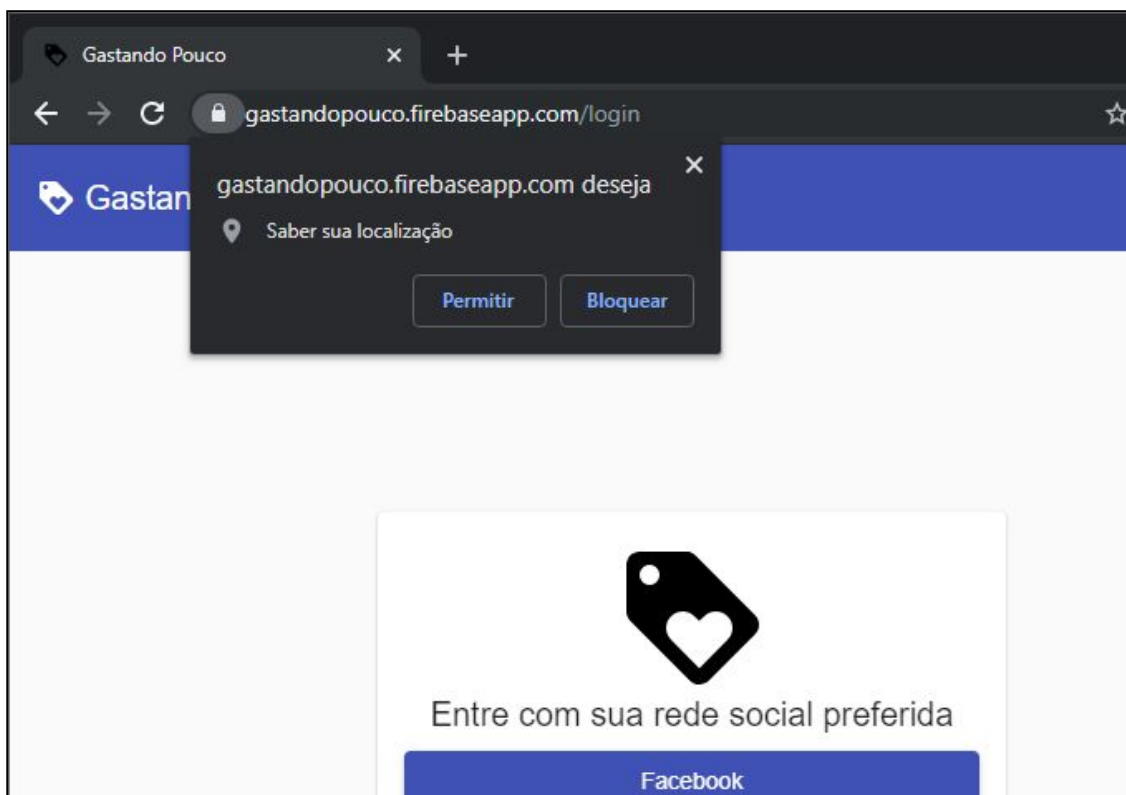 Gastando Pouco
gastandopouco.firebaseapp.com/login
Gastan
gastandopouco.firebaseapp.com deseja
Saber sua localização
Permitir Bloquear
Entre com sua rede social preferida
Facebook